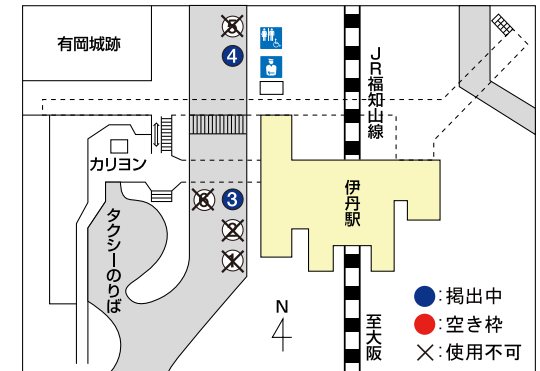 有岡城跡
5
4
JR福知山線
カリヨン
伊丹駅
6
3
タクシーのりば
2
1
N
至大阪
:掲出中
:空き枠
:使用不可